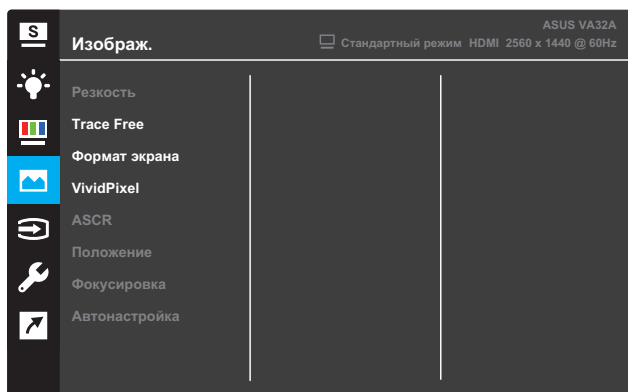 S
ASUS VA32A
Изображ.
Стандартный режим HDMI 2560 x 1440 @ 60Hz
Резкость
Trace Free
Формат экрана
VividPixel
ASCR
Положение
Фокусировка
Автонастройка